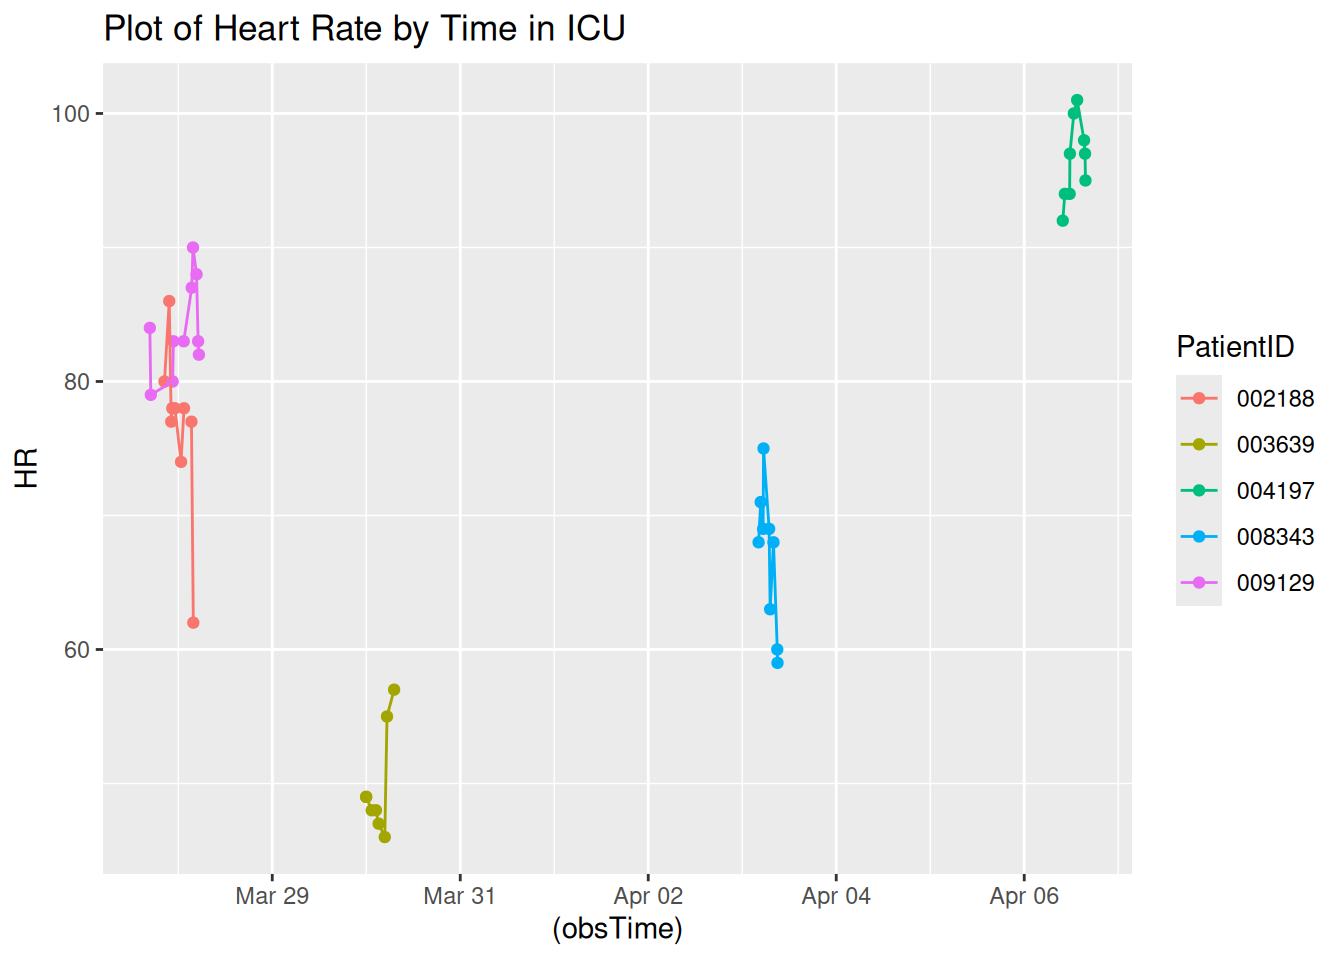 Plot of Heart Rate by Time in ICU
100
80
60
HR
Mar 29
Mar 31
Apr 02
Apr 04
Apr 06
(obsTime)
PatientID
002188
003639
004197
008343
009129